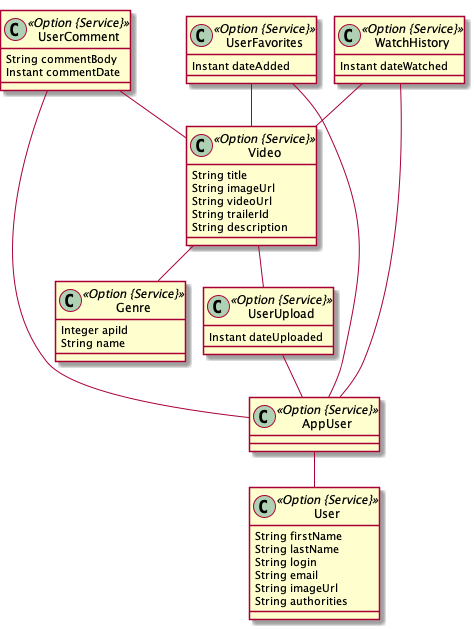 C «Option {Service}»
UserComment
String commentBody
Instant commentDate
C «Option {Service}»
UserFavorites
Instant dateAdded
C «Option {Service}»
WatchHistory
Instant dateWatched
C «Option {Service}»
Video
String title
String imageUrl
String videoUrl
String trailerId
String description
C «Option {Service}»
Genre
Integer apiId
String name
C «Option {Service}»
UserUpload
Instant dateUploaded
C «Option {Service}»
AppUser
C «Option {Service}»
User
String firstName
String lastName
String login
String email
String imageUrl
String authorities